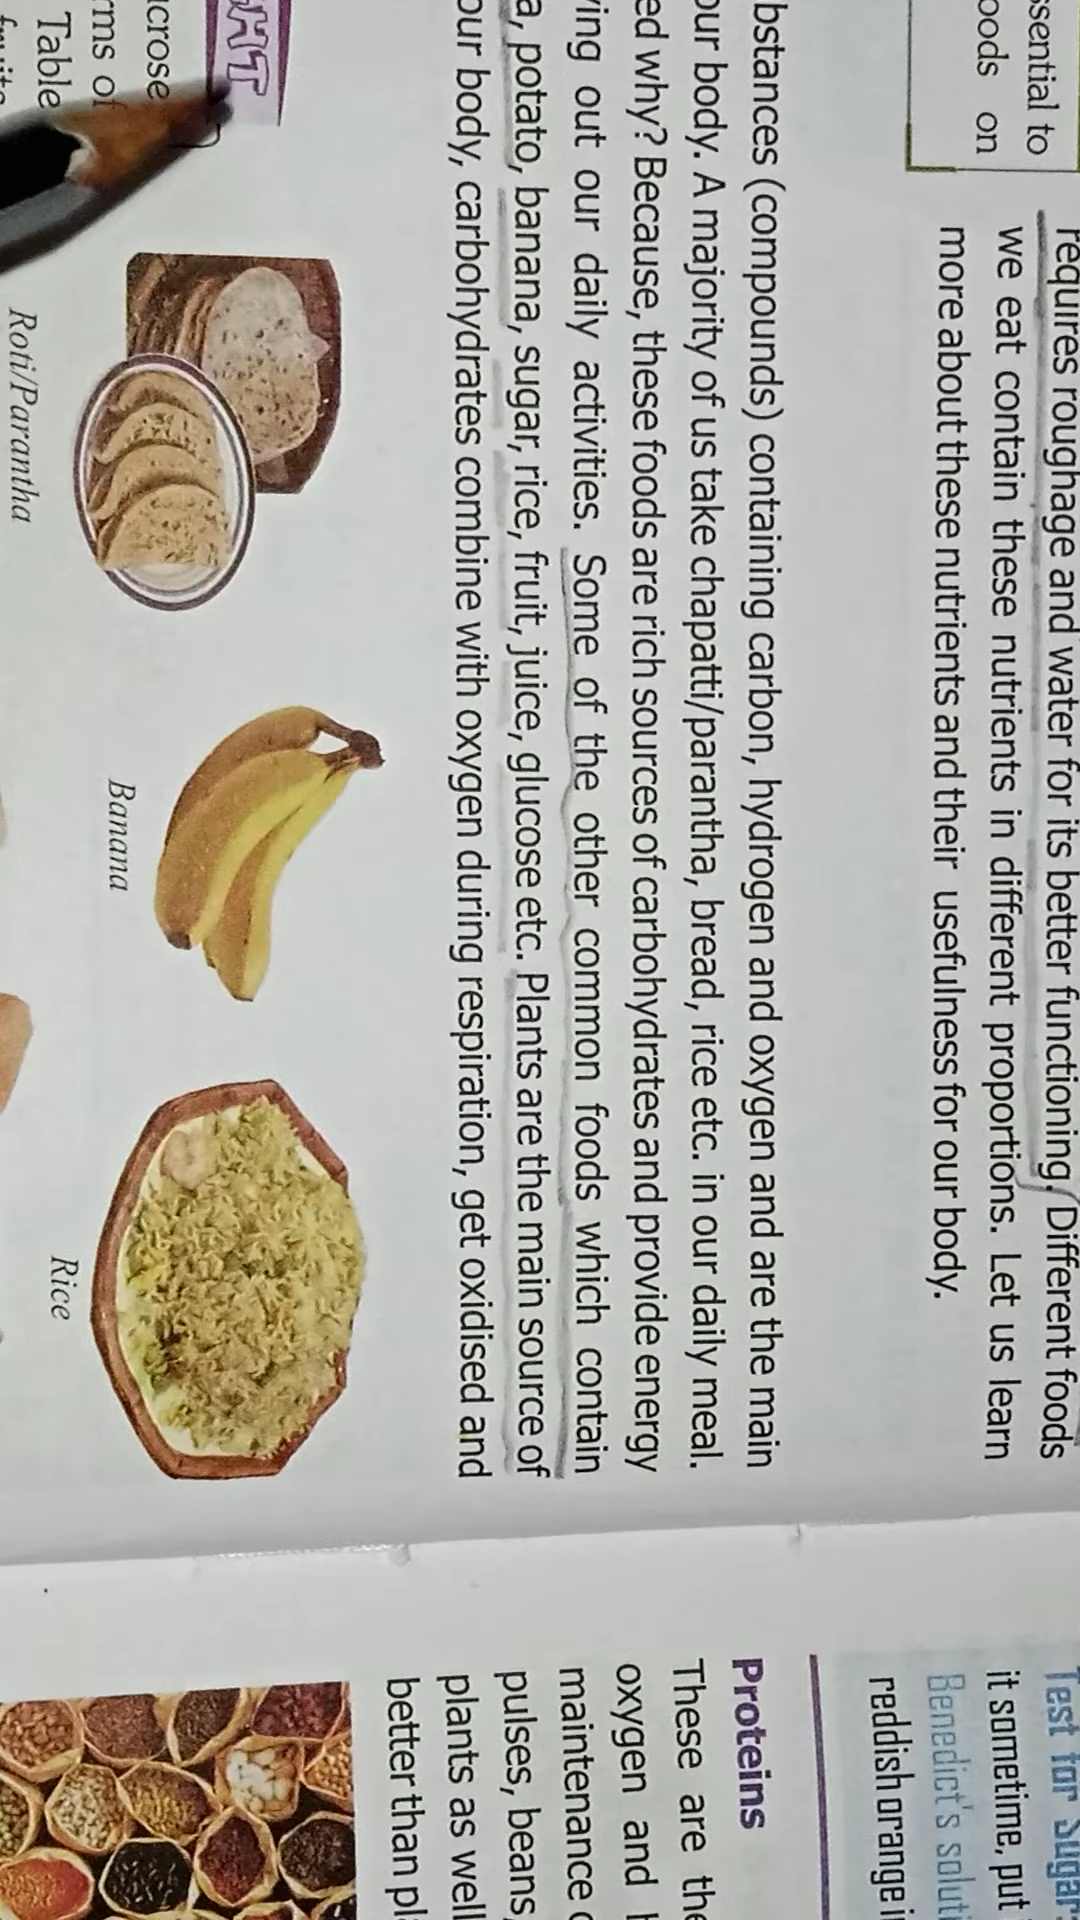 ssential to
oods on
requires roughage and water for its better functioning. Different foods
we eat contain these nutrients in different proportions. Let us learn
more about these nutrients and their usefulness for our body.
bstances (compounds) containing carbon, hydrogen and oxygen and are the main
our body. A majority of us take chapatti/parantha, bread, rice etc. in our daily meal.
ed why? Because, these foods are rich sources of carbohydrates and provide energy
ying out our daily activities. Some of the other common foods which contain
a, potato, banana, sugar, rice, fruit, juice, glucose etc. Plants are the main source of
our body, carbohydrates combine with oxygen during respiration, get oxidised and
GHT
ucrose
rms of
Table
fruits
Roti/Parantha
Banana
Rice
Test for Sugar:
it sometime, put
Benedict's soluti
reddish orange i
Proteins
These are the
oxygen and
maintenance
pulses, beans,
plants as well
better than pl